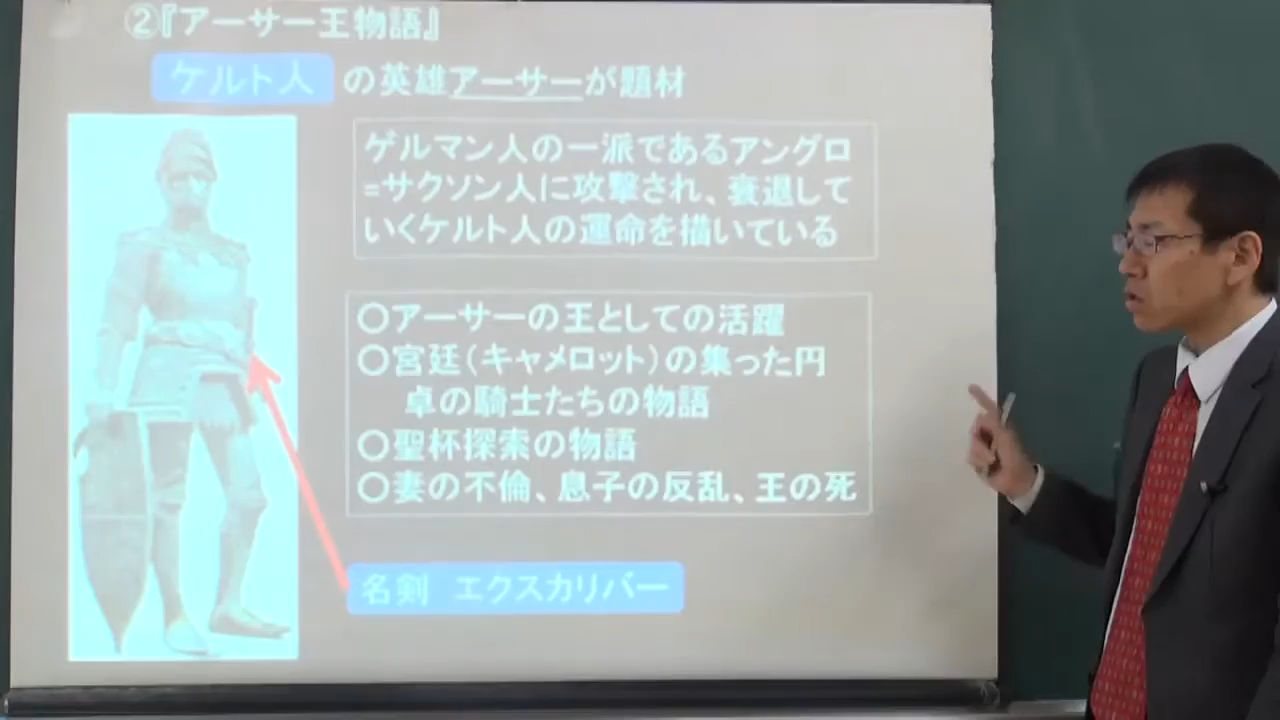 ②『アーサー王物語』
ケルト人 の英雄アーサーが題材
ゲルマン人の一派であるアングロ
=サクソン人に攻撃され、衰退して
いくケルト人の運命を描いている
〇アーサーの王としての活躍
〇宮廷(キャメロット)の集った円
卓の騎士たちの物語
〇聖杯探索の物語
〇妻の不倫、息子の反乱、王の死
名剣 エクスカリバー